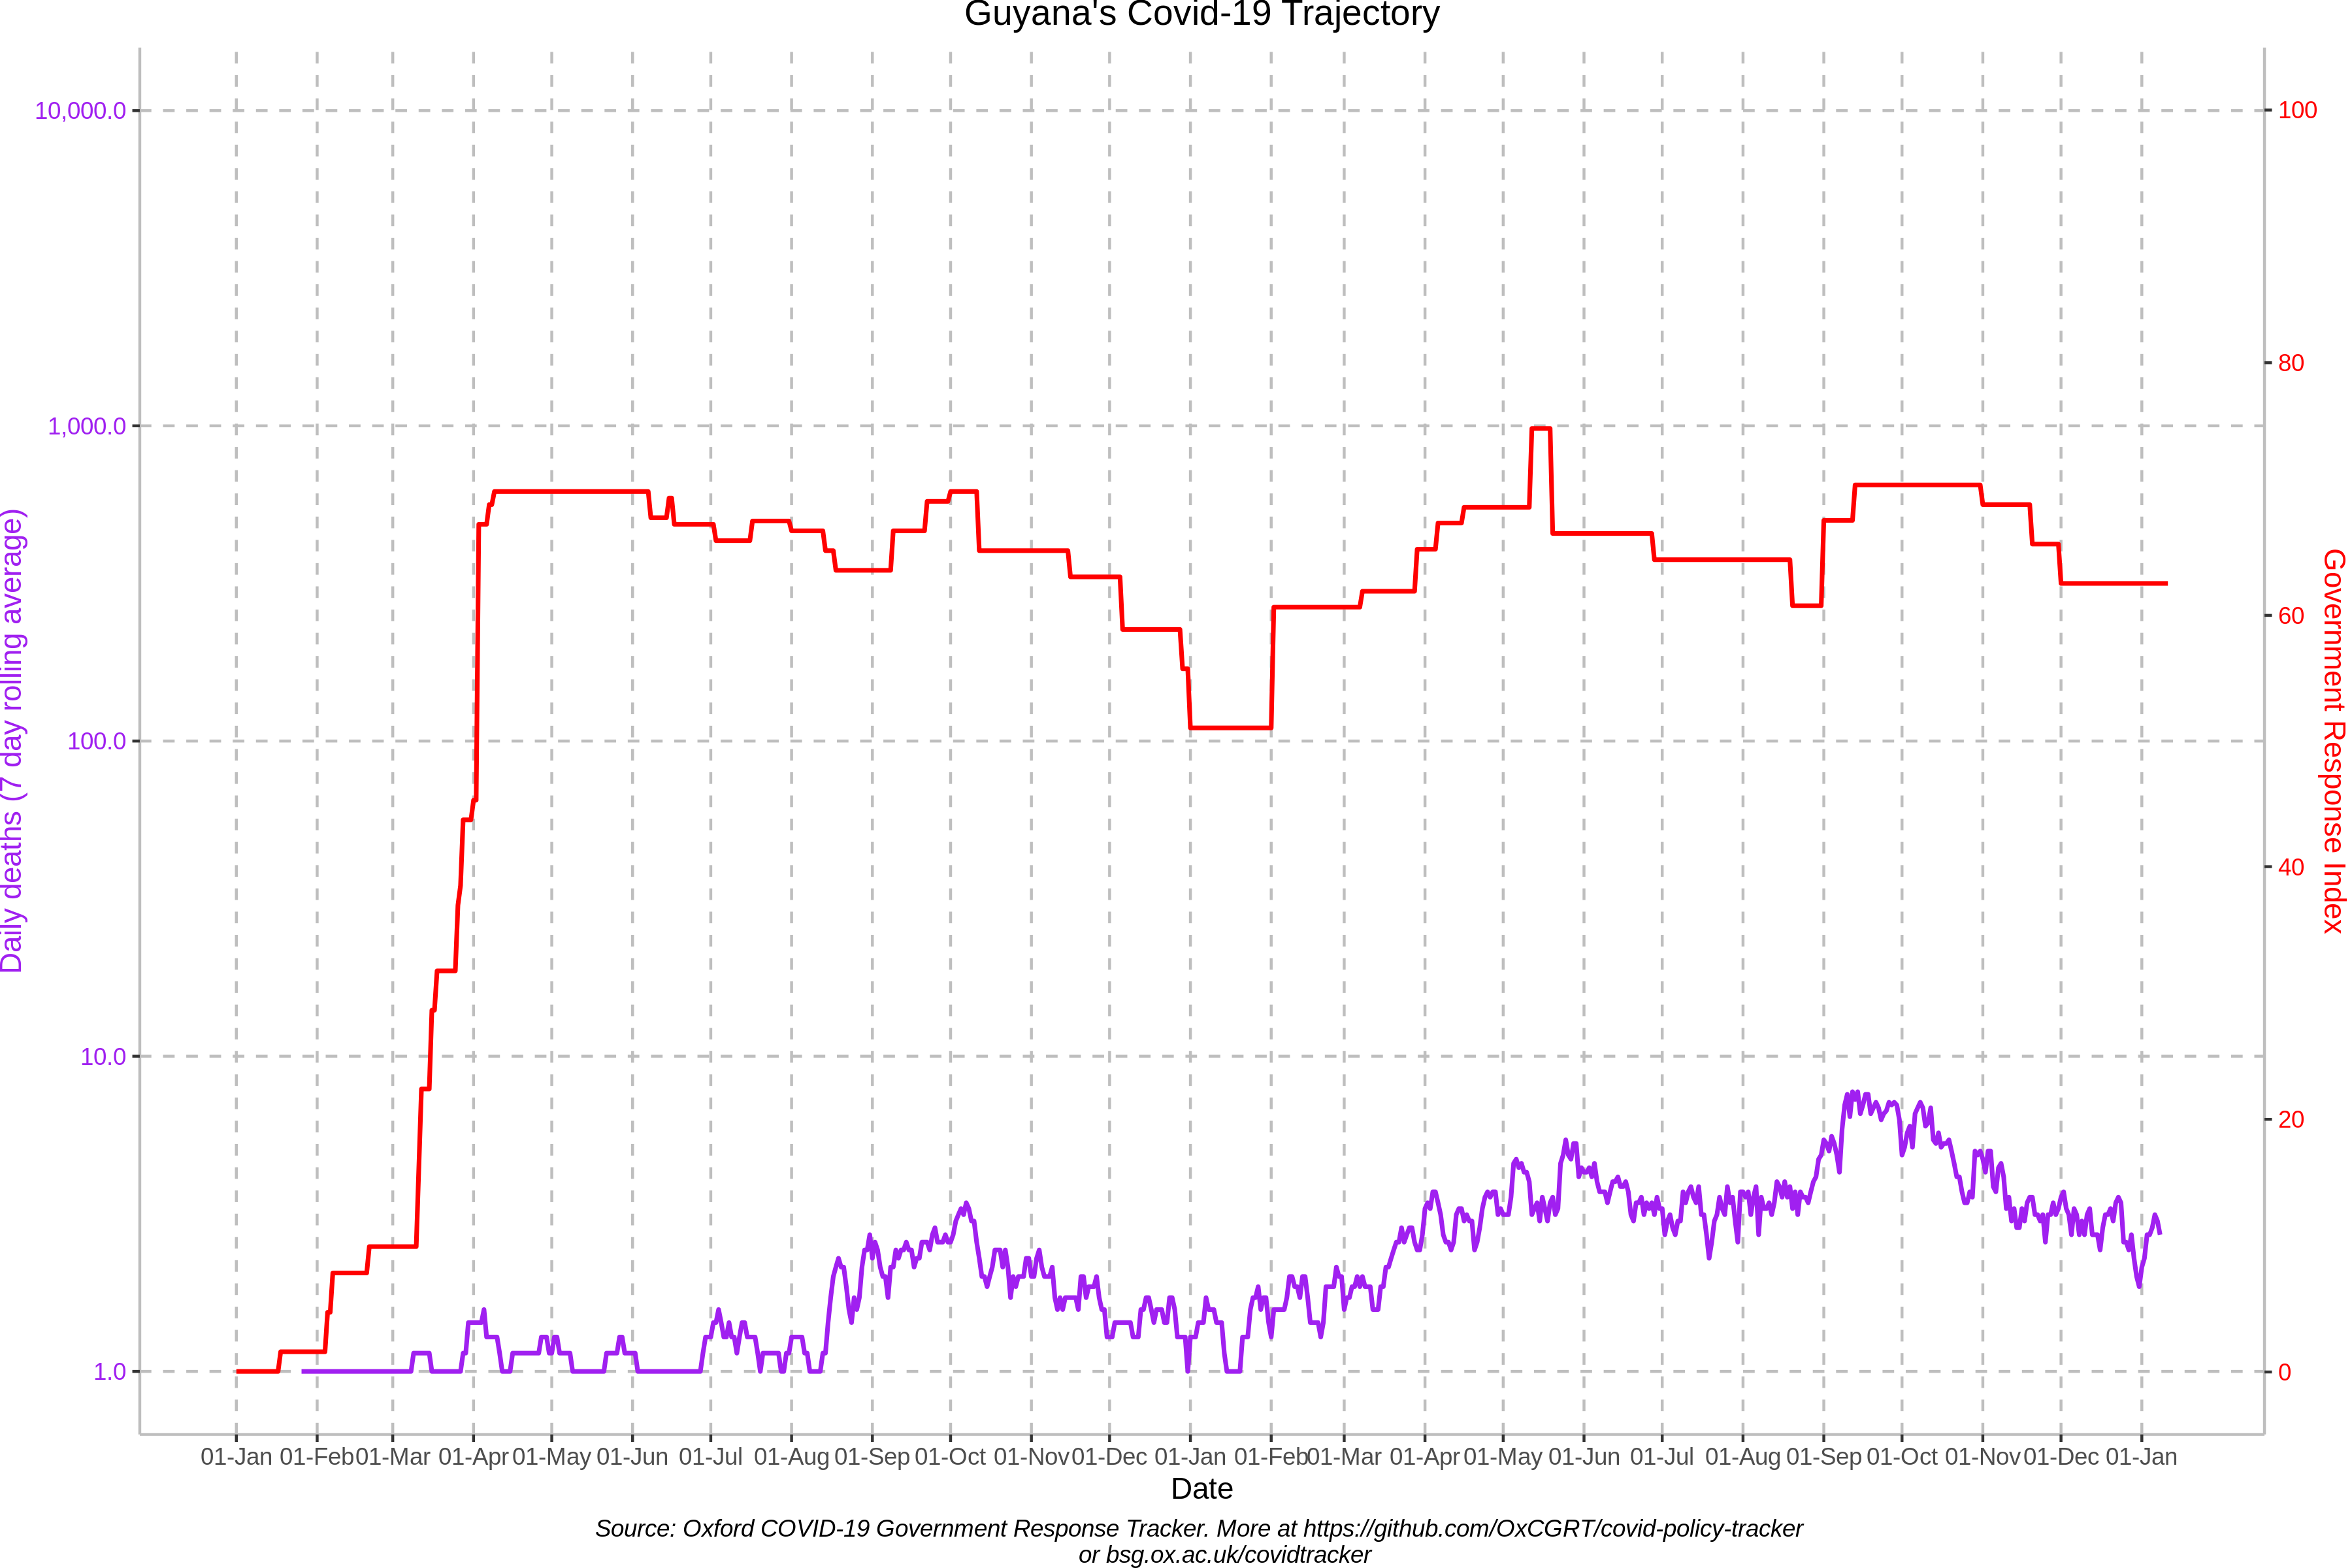 Guyana's Covid-19 Trajectory
10,000.0
1,000.0
100.0
10.0
1.0
Daily deaths (7 day rolling average)
100
80
60
40
20
0
Government Response Index
01-Jan 01-Feb 01-Mar 01-Apr 01-May 01-Jun 01-Jul 01-Aug 01-Sep 01-Oct 01-Nov 01-Dec 01-Jan 01-Feb 01-Mar 01-Apr 01-May 01-Jun 01-Jul 01-Aug 01-Sep 01-Oct 01-Nov 01-Dec 01-Jan
Date
Source: Oxford COVID-19 Government Response Tracker. More at https://github.com/OxCGRT/covid-policy-tracker
or bsg.ox.ac.uk/covidtracker